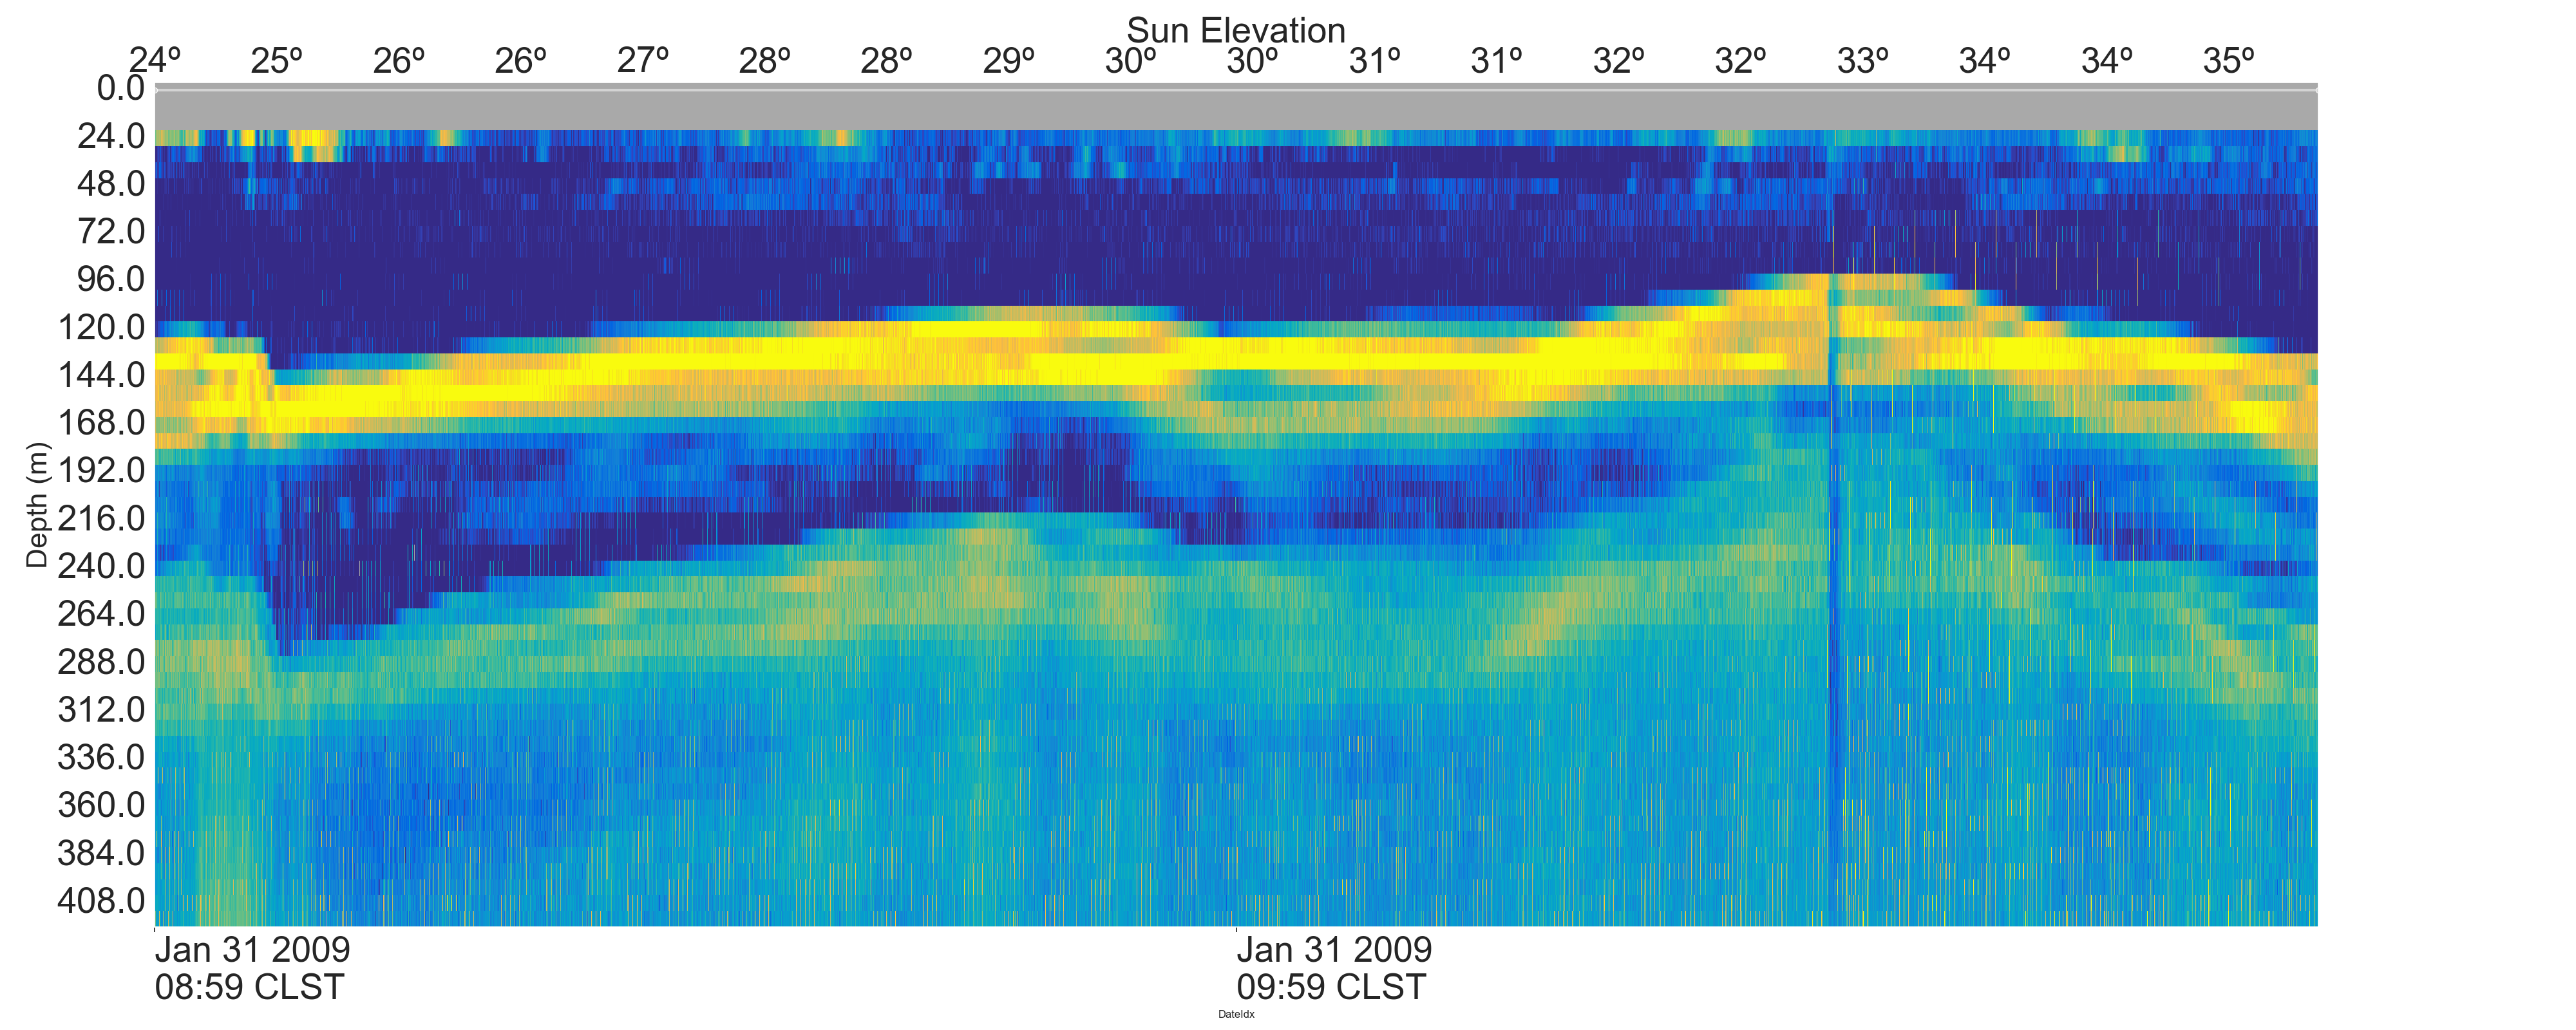 Sun Elevation
24º 25º 26º 26º 27º 28º 28º 29º 30º 30º 31º 31º 32º 32º 33º 34º 34º 35º
0.0
24.0
48.0
72.0
96.0
120.0
144.0
168.0
192.0
216.0
240.0
264.0
288.0
312.0
336.0
360.0
384.0
408.0
Depth (m)
Jan 31 2009
08:59 CLST
Jan 31 2009
09:59 CLST
DateIdx